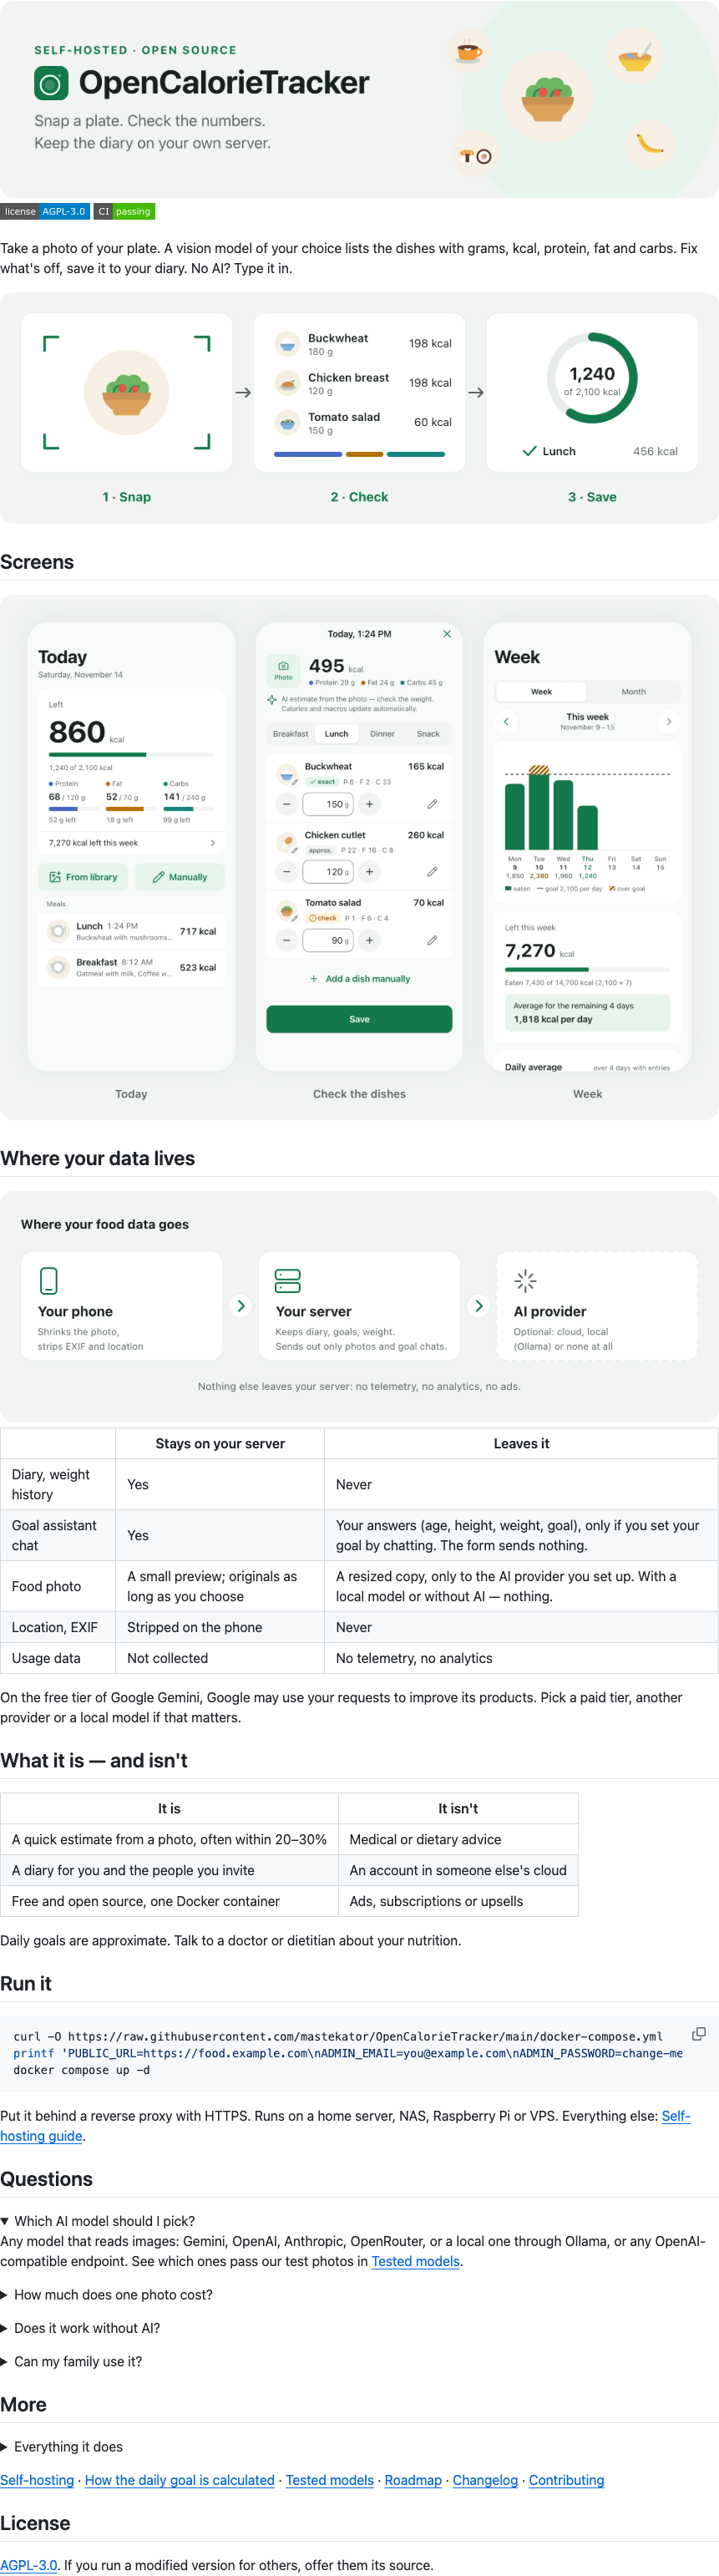 SELF-HOSTED · OPEN SOURCE
OpenCalorieTracker
Snap a plate. Check the numbers.
Keep the diary on your own server.
license AGPL-3.0 CI passing
Take a photo of your plate. A vision model of your choice lists the dishes with grams, kcal, protein, fat and carbs. Fix
what's off, save it to your diary. No AI? Type it in.
Buckwheat
180 g
198 kcal
Chicken breast
120 g
198 kcal
Tomato salad
150 g
60 kcal
1,240
of 2,100 kcal
Lunch 456 kcal
1 · Snap
2 · Check
3 · Save
Screens
Today
Saturday, November 14
Left
860 kcal
1,240 of 2,100 kcal
Protein Fat Carbs
68 / 120 g 52 / 70 g 141 / 240 g
52 g left 18 g left 99 g left
7,270 kcal left this week
From library Manually
Meals
Lunch 1:24 PM
Buckwheat with mushrooms...
717 kcal
Breakfast 8:12 AM
Oatmeal with milk, Coffee w...
523 kcal
Today
Today, 1:24 PM
Photo
495 kcal
Protein 29 g Fat 24 g Carbs 45 g
AI estimate from the photo — check the weight.
Calories and macros update automatically.
Breakfast Lunch Dinner Snack
Buckwheat 165 kcal
exact P 6 · F 2 · C 33
− 150 g +
Chicken cutlet 260 kcal
approx. P 22 · F 16 · C 8
− 120 g +
Tomato salad 70 kcal
check P 1 · F 6 · C 4
− 90 g +
+ Add a dish manually
Save
Check the dishes
Week
Week Month
This week
November 9 – 15
Mon Tue Wed Thu Fri Sat Sun
9 10 11 12 13 14 15
1,850 2,380 1,960 1,240
eaten goal 2,100 per day over goal
Left this week
7,270 kcal
Eaten 7,430 of 14,700 kcal (2,100 × 7)
Average for the remaining 4 days
1,818 kcal per day
Daily average over 4 days with entries
Week
Where your data lives
Where your food data goes
Your phone
Shrinks the photo,
strips EXIF and location
Your server
Keeps diary, goals, weight.
Sends out only photos and goal chats.
AI provider
Optional: cloud, local
(Ollama) or none at all
Nothing else leaves your server: no telemetry, no analytics, no ads.
Stays on your server Leaves it
Diary, weight history Yes Never
Goal assistant chat Yes Your answers (age, height, weight, goal), only if you set your goal by chatting. The form sends nothing.
Food photo A small preview; originals as long as you choose A resized copy, only to the AI provider you set up. With a local model or without AI — nothing.
Location, EXIF Stripped on the phone Never
Usage data Not collected No telemetry, no analytics
On the free tier of Google Gemini, Google may use your requests to improve its products. Pick a paid tier, another
provider or a local model if that matters.
What it is — and isn't
It is It isn't
A quick estimate from a photo, often within 20–30% Medical or dietary advice
A diary for you and the people you invite An account in someone else's cloud
Free and open source, one Docker container Ads, subscriptions or upsells
Daily goals are approximate. Talk to a doctor or dietitian about your nutrition.
Run it
curl -O https://raw.githubusercontent.com/mastekator/OpenCalorieTracker/main/docker-compose.yml
printf 'PUBLIC_URL=https://food.example.com\nADMIN_EMAIL=you@example.com\nADMIN_PASSWORD=change-me
docker compose up -d
Put it behind a reverse proxy with HTTPS. Runs on a home server, NAS, Raspberry Pi or VPS. Everything else: Self-
hosting guide.
Questions
Which AI model should I pick?
Any model that reads images: Gemini, OpenAI, Anthropic, OpenRouter, or a local one through Ollama, or any OpenAI-
compatible endpoint. See which ones pass our test photos in Tested models.
How much does one photo cost?
Does it work without AI?
Can my family use it?
More
Everything it does
Self-hosting · How the daily goal is calculated · Tested models · Roadmap · Changelog · Contributing
License
AGPL-3.0. If you run a modified version for others, offer them its source.